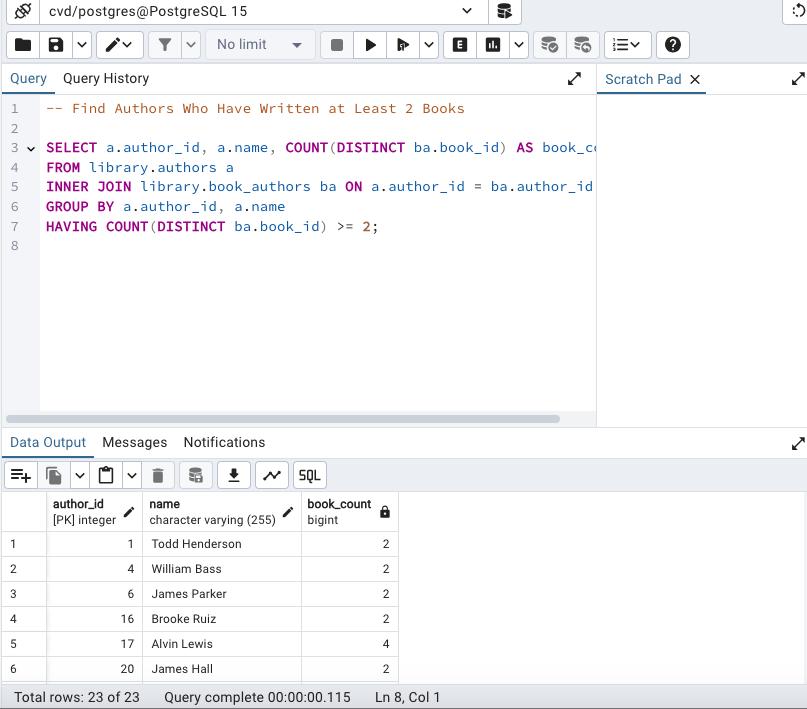 cvd/postgres@PostgreSQL 15
No limit
E
Query Query History
Scratch Pad
1 -- Find Authors Who Have Written at Least 2 Books
2
3 SELECT a.author_id, a.name, COUNT(DISTINCT ba.book_id) AS book_co
4 FROM library.authors a
5 INNER JOIN library.book_authors ba ON a.author_id = ba.author_id
6 GROUP BY a.author_id, a.name
7 HAVING COUNT(DISTINCT ba.book_id) >= 2;
8
Data Output Messages Notifications
SQL
author_id name book_count
[PK] integer character varying (255) bigint
1 1 Todd Henderson 2
2 4 William Bass 2
3 6 James Parker 2
4 16 Brooke Ruiz 2
5 17 Alvin Lewis 4
6 20 James Hall 2
Total rows: 23 of 23 Query complete 00:00:00.115 Ln 8, Col 1